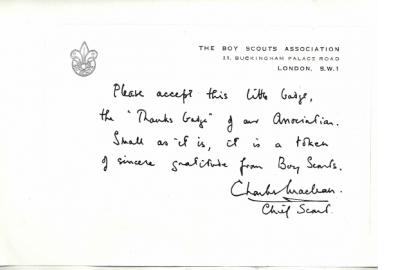 THE BOY SCOUTS ASSOCIATION
25, BUCKINGHAM PALACE ROAD
LONDON, S.W.1
Please accept this little badge,
the "Thanks Badge" of our Association.
Small as it is, it is a token
of sincere gratitude from Boy Scouts.
Charles Maclean.
Chief Scout.